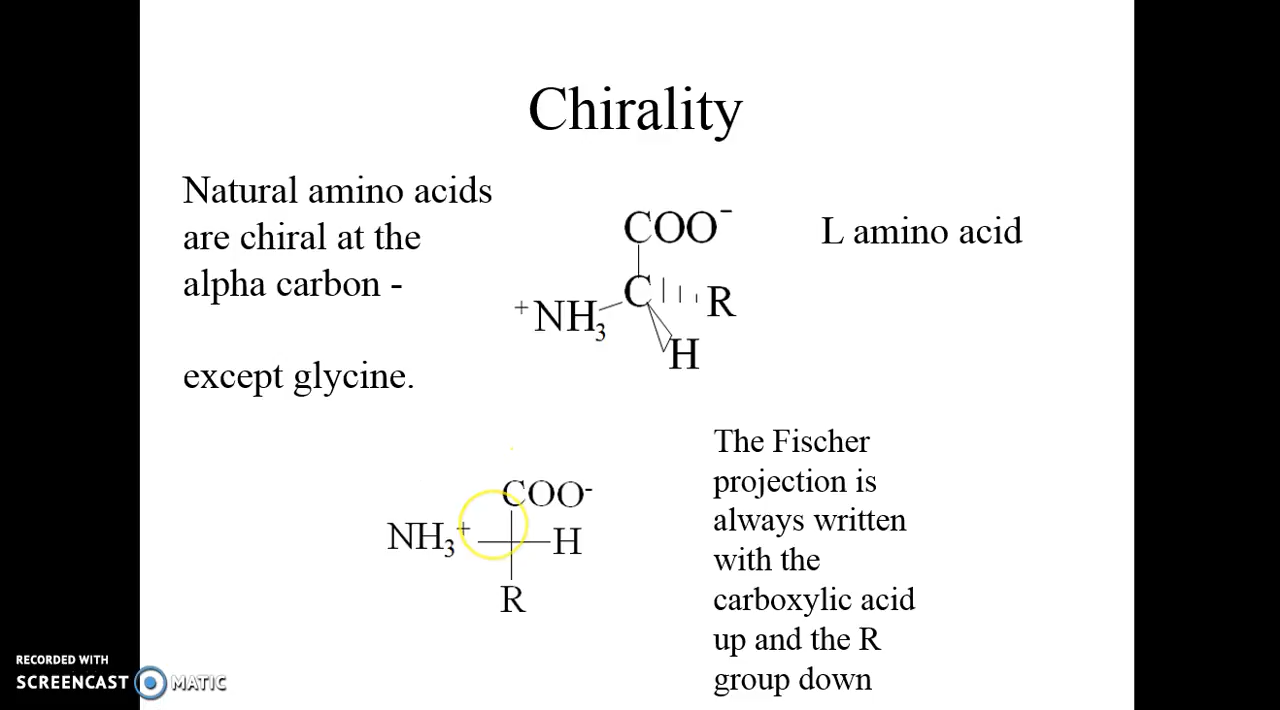 Chirality
Natural amino acids
are chiral at the
alpha carbon -
except glycine.
COO⁻
L amino acid
C
R
⁺NH₃
H
The Fischer
projection is
always written
with the
carboxylic acid
up and the R
group down
COO⁻
NH₃⁺
H
R
RECORDED WITH
SCREENCAST MATIC